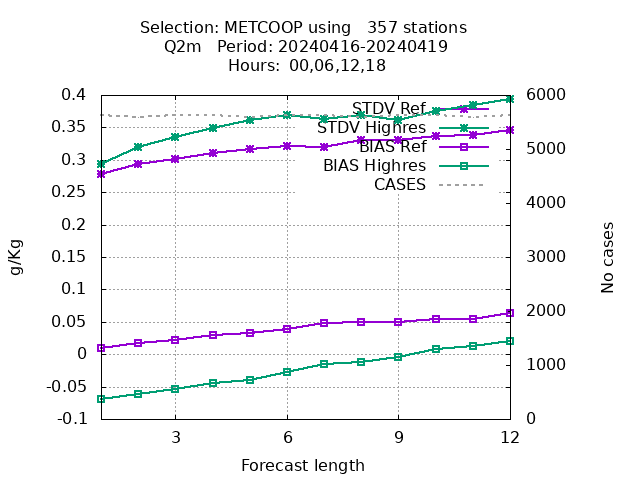 Selection: METCOOP using   357 stations
Q2m   Period: 20240416-20240419
Hours: 00,06,12,18
STDV Ref
STDV Highres
BIAS Ref
BIAS Highres
CASES
0.4
0.35
0.3
0.25
0.2
0.15
0.1
0.05
0
-0.05
-0.1
g/Kg
6000
5000
4000
3000
2000
1000
0
No cases
3 6 9 12
Forecast length